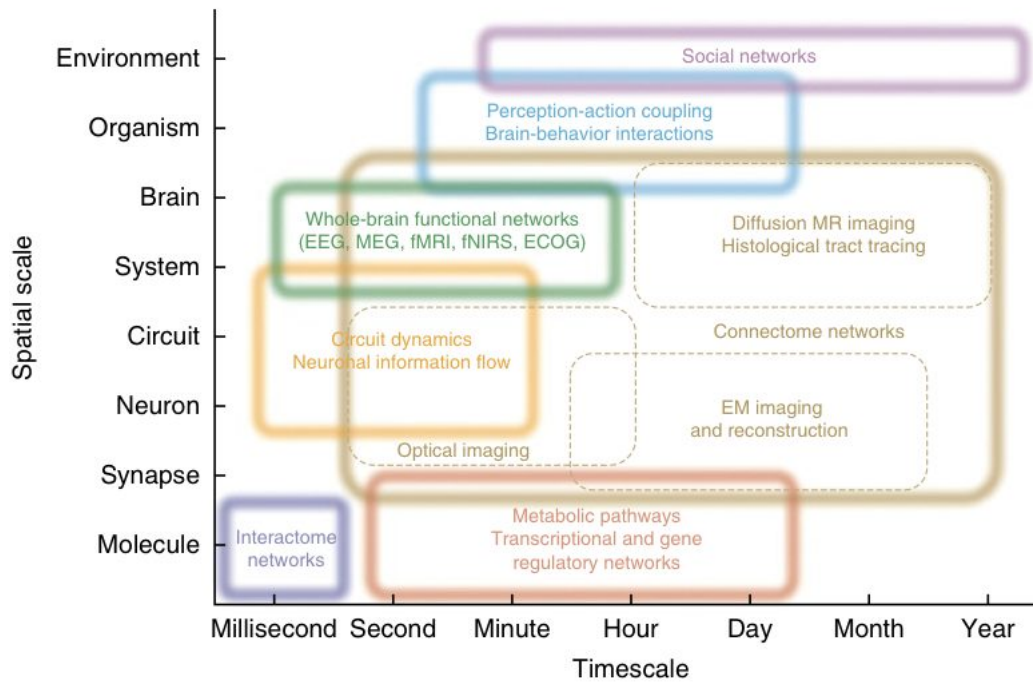 Environment
Organism
Brain
System
Circuit
Neuron
Synapse
Molecule
Spatial scale
Social networks
Perception-action coupling
Brain-behavior interactions
Whole-brain functional networks
(EEG, MEG, fMRI, fNIRS, ECOG)
Diffusion MR imaging
Histological tract tracing
Circuit dynamics
Neuronal information flow
Connectome networks
EM imaging
and reconstruction
Optical imaging
Interactome
networks
Metabolic pathways
Transcriptional and gene
regulatory networks
Millisecond Second Minute Hour Day Month Year
Timescale